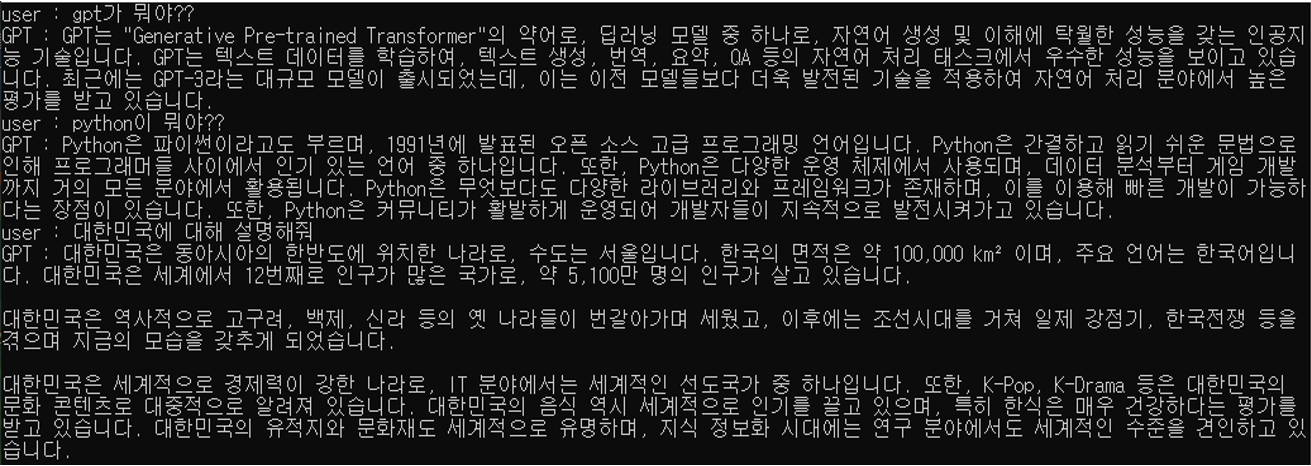 user : gpt가 뭐야??
GPT : GPT는 "Generative Pre-trained Transformer"의 약어로, 딥러닝 모델 중 하나로, 자연어 생성 및 이해에 탁월한 성능을 갖는 인공지
능 기술입니다. GPT는 텍스트 데이터를 학습하여, 텍스트 생성, 번역, 요약, QA 등의 자연어 처리 태스크에서 우수한 성능을 보이고 있습
니다. 최근에는 GPT-3라는 대규모 모델이 출시되었는데, 이는 이전 모델들보다 더욱 발전된 기술을 적용하여 자연어 처리 분야에서 높은
평가를 받고 있습니다.
user : python이 뭐야??
GPT : Python은 파이썬이라고도 부르며, 1991년에 발표된 오픈 소스 고급 프로그래밍 언어입니다. Python은 간결하고 읽기 쉬운 문법으로
인해 프로그래머들 사이에서 인기 있는 언어 중 하나입니다. 또한, Python은 다양한 운영 체제에서 사용되며, 데이터 분석부터 게임 개발
까지 거의 모든 분야에서 활용됩니다. Python은 무엇보다도 다양한 라이브러리와 프레임워크가 존재하며, 이를 이용해 빠른 개발이 가능하
다는 장점이 있습니다. 또한, Python은 커뮤니티가 활발하게 운영되어 개발자들이 지속적으로 발전시켜가고 있습니다.
user : 대한민국에 대해 설명해줘
GPT : 대한민국은 동아시아의 한반도에 위치한 나라로, 수도는 서울입니다. 한국의 면적은 약 100,000 km² 이며, 주요 언어는 한국어입니
다. 대한민국은 세계에서 12번째로 인구가 많은 국가로, 약 5,100만 명의 인구가 살고 있습니다.
대한민국은 역사적으로 고구려, 백제, 신라 등의 옛 나라들이 번갈아가며 세웠고, 이후에는 조선시대를 거쳐 일제 강점기, 한국전쟁 등을
겪으며 지금의 모습을 갖추게 되었습니다.
대한민국은 세계적으로 경제력이 강한 나라로, IT 분야에서는 세계적인 선도국가 중 하나입니다. 또한, K-Pop, K-Drama 등은 대한민국의
문화 콘텐츠로 대중적으로 알려져 있습니다. 대한민국의 음식 역시 세계적으로 인기를 끌고 있으며, 특히 한식은 매우 건강하다는 평가를
받고 있습니다. 대한민국의 유적지와 문화재도 세계적으로 유명하며, 지식 정보화 시대에는 연구 분야에서도 세계적인 수준을 견인하고 있
습니다.